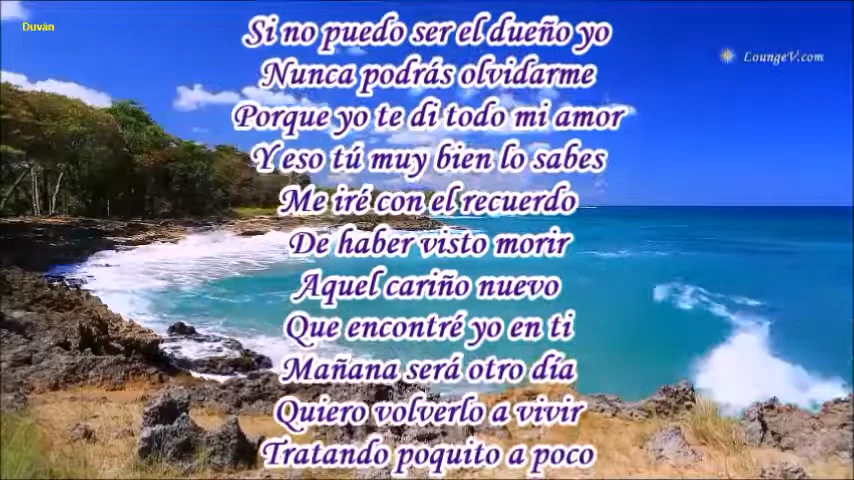 Duván
LoungeV.com
Si no puedo ser el dueño yo
Nunca podrás olvidarme
Porque yo te di todo mi amor
Y eso tú muy bien lo sabes
Me iré con el recuerdo
De haber visto morir
Aquel cariño nuevo
Que encontré yo en ti
Mañana será otro día
Quiero volverlo a vivir
Tratando poquito a poco